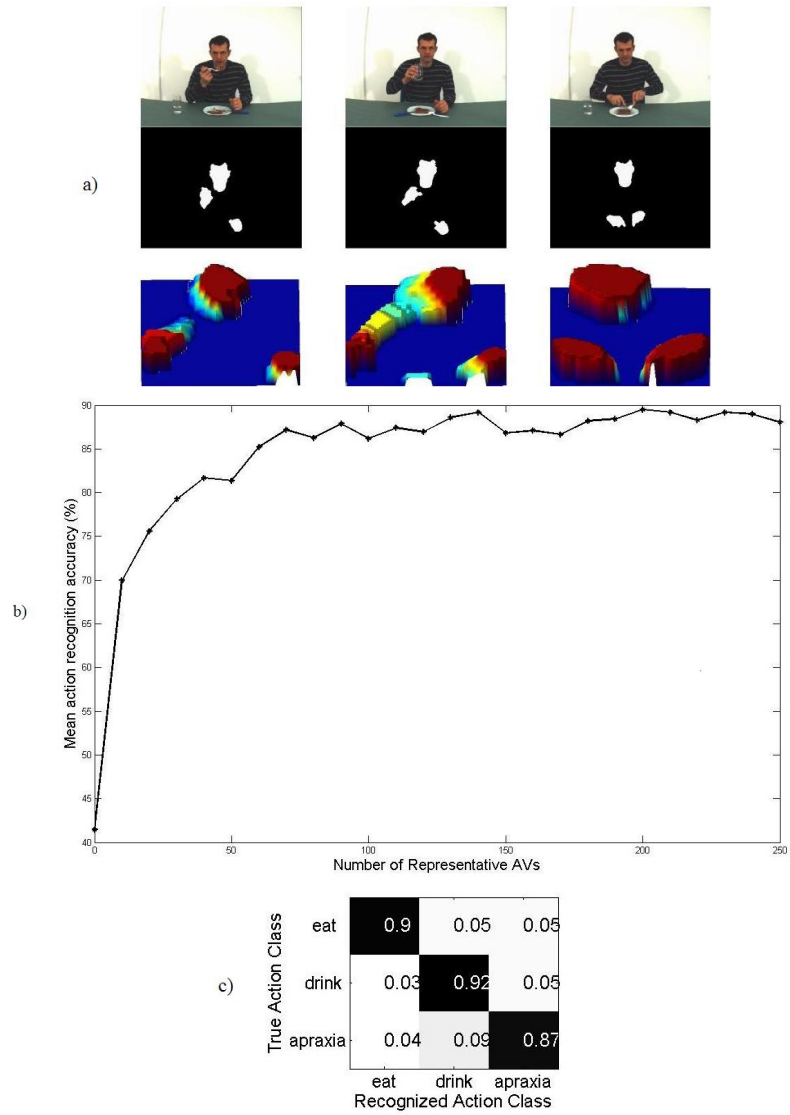 a)
b)
Mean action recognition accuracy (%)
90
85
80
75
70
65
60
55
50
45
40
0 50 100 150 200 250
Number of Representative AVs
c)
True Action Class
eat 0.9 0.05 0.05
drink 0.03 0.92 0.05
apraxia 0.04 0.09 0.87
eat drink apraxia
Recognized Action Class